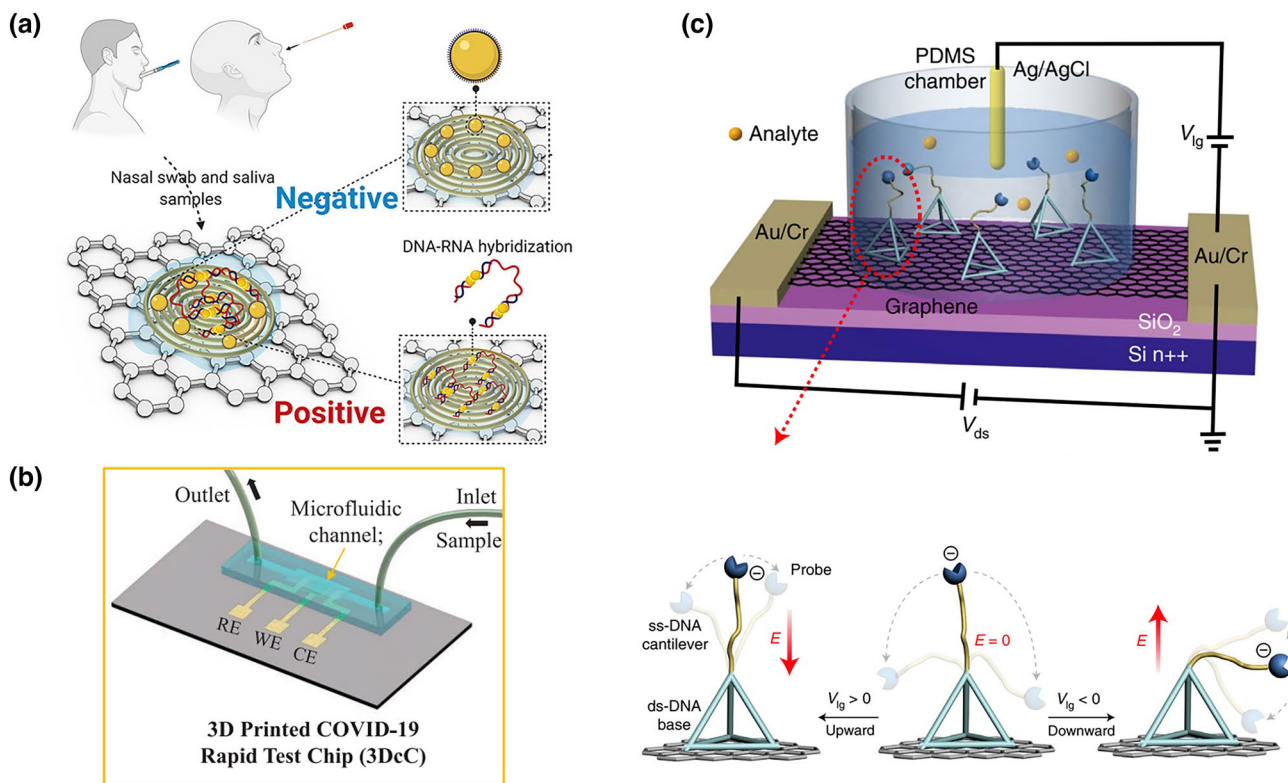 (a)
Nasal swab and saliva
samples
Negative
DNA-RNA hybridization
Positive
(b)
Outlet
Microfluidic
channel;
Inlet
Sample
RE
WE
CE
3D Printed COVID-19
Rapid Test Chip (3DcC)
(c)
PDMS
chamber
Ag/AgCl
Analyte
V_lg
Au/Cr
Au/Cr
Graphene
SiO₂
Si n++
V_ds
⊖
Probe
ss-DNA
cantilever
E
ds-DNA
base
V_lg > 0
Upward
⊖
E = 0
V_lg < 0
Downward
E
⊖